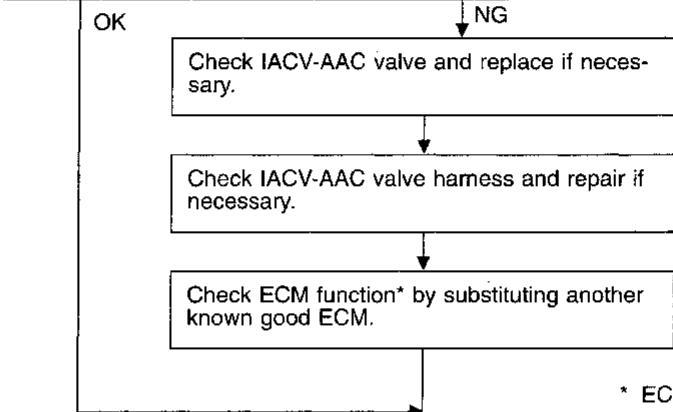 OK
NG
Check IACV-AAC valve and replace if neces-
sary.
Check IACV-AAC valve harness and repair if
necessary.
Check ECM function* by substituting another
known good ECM.
* EC